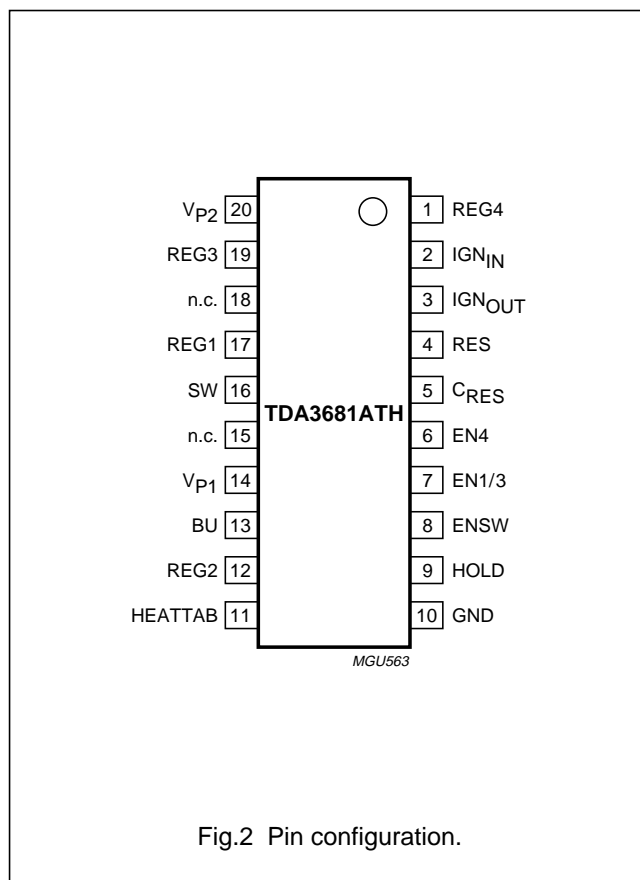 V_P2 20 1 REG4
REG3 19 2 IGN_IN
n.c. 18 3 IGN_OUT
REG1 17 4 RES
SW 16 5 C_RES
TDA3681ATH
n.c. 15 6 EN4
V_P1 14 7 EN1/3
BU 13 8 ENSW
REG2 12 9 HOLD
HEATTAB 11 10 GND
MGU563
Fig.2 Pin configuration.